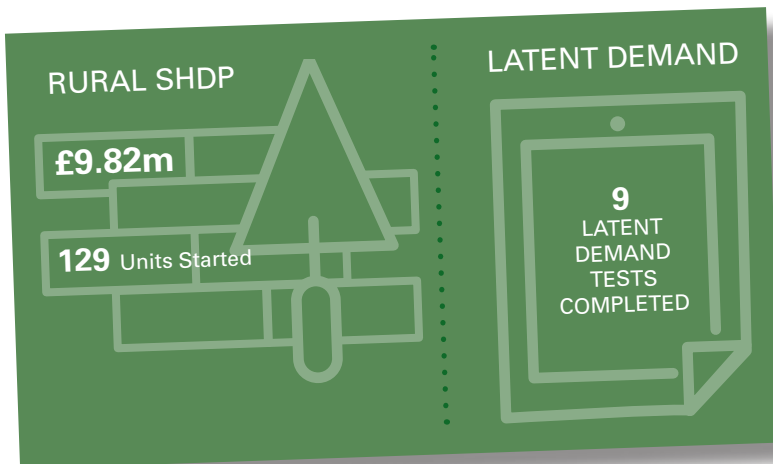 RURAL SHDP
£9.82m
129 Units Started
LATENT DEMAND
9
LATENT
DEMAND
TESTS
COMPLETED